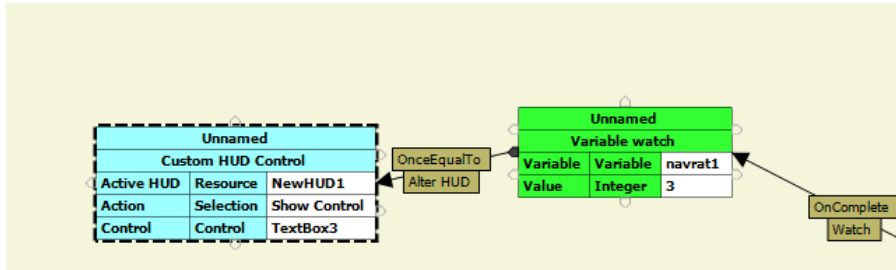 Unnamed
Custom HUD Control
Active HUD Resource NewHUD1
Action Selection Show Control
Control Control TextBox3
OnceEqualTo
Alter HUD
Unnamed
Variable watch
Variable Variable navrat1
Value Integer 3
OnComplete
Watch